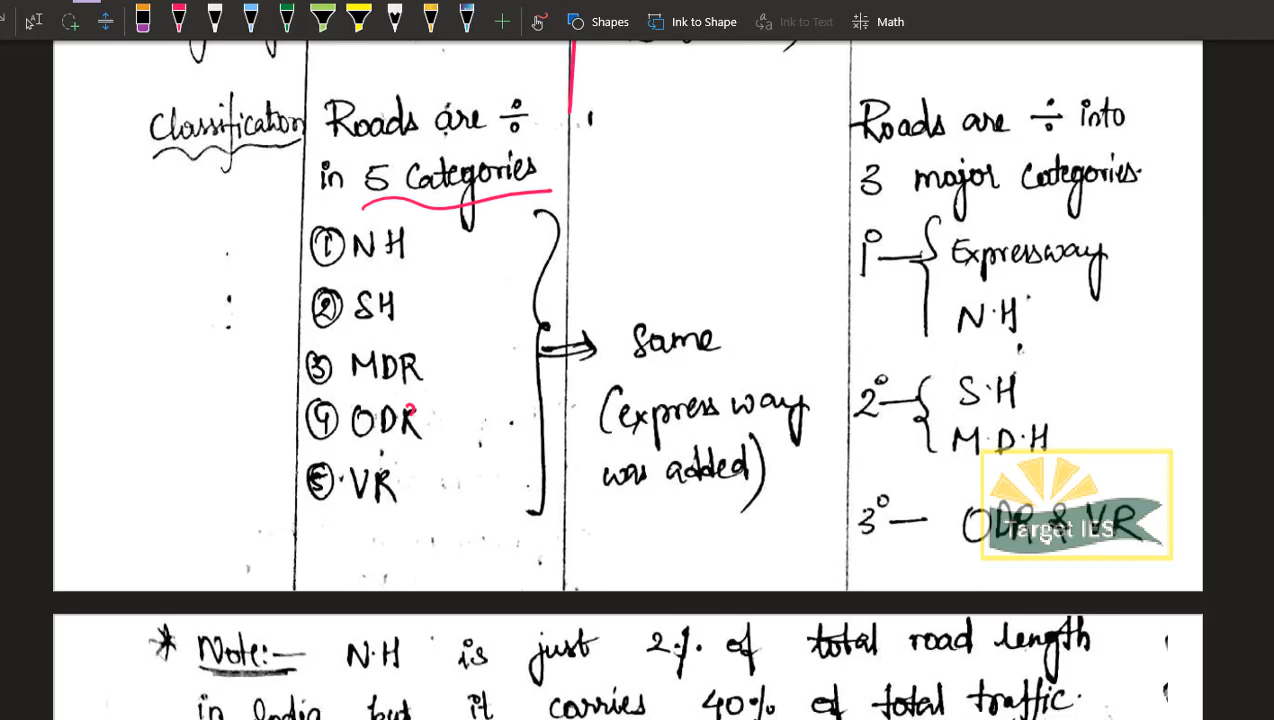 Shapes
Ink to Shape
Ink to Text
Math
Classification
Roads are ÷
in 5 Categories
① NH
② SH
③ MDR
④ ODR
⑤ VR
Same
(express way
was added)
Roads are ÷ into
3 major categories.
1° { Expressway
N.H
2° { S.H
M.D.H
3° — ODR & VR
Target IES
* Note:— N.H is just 2% of total road length
in India but it carries 40% of total traffic.